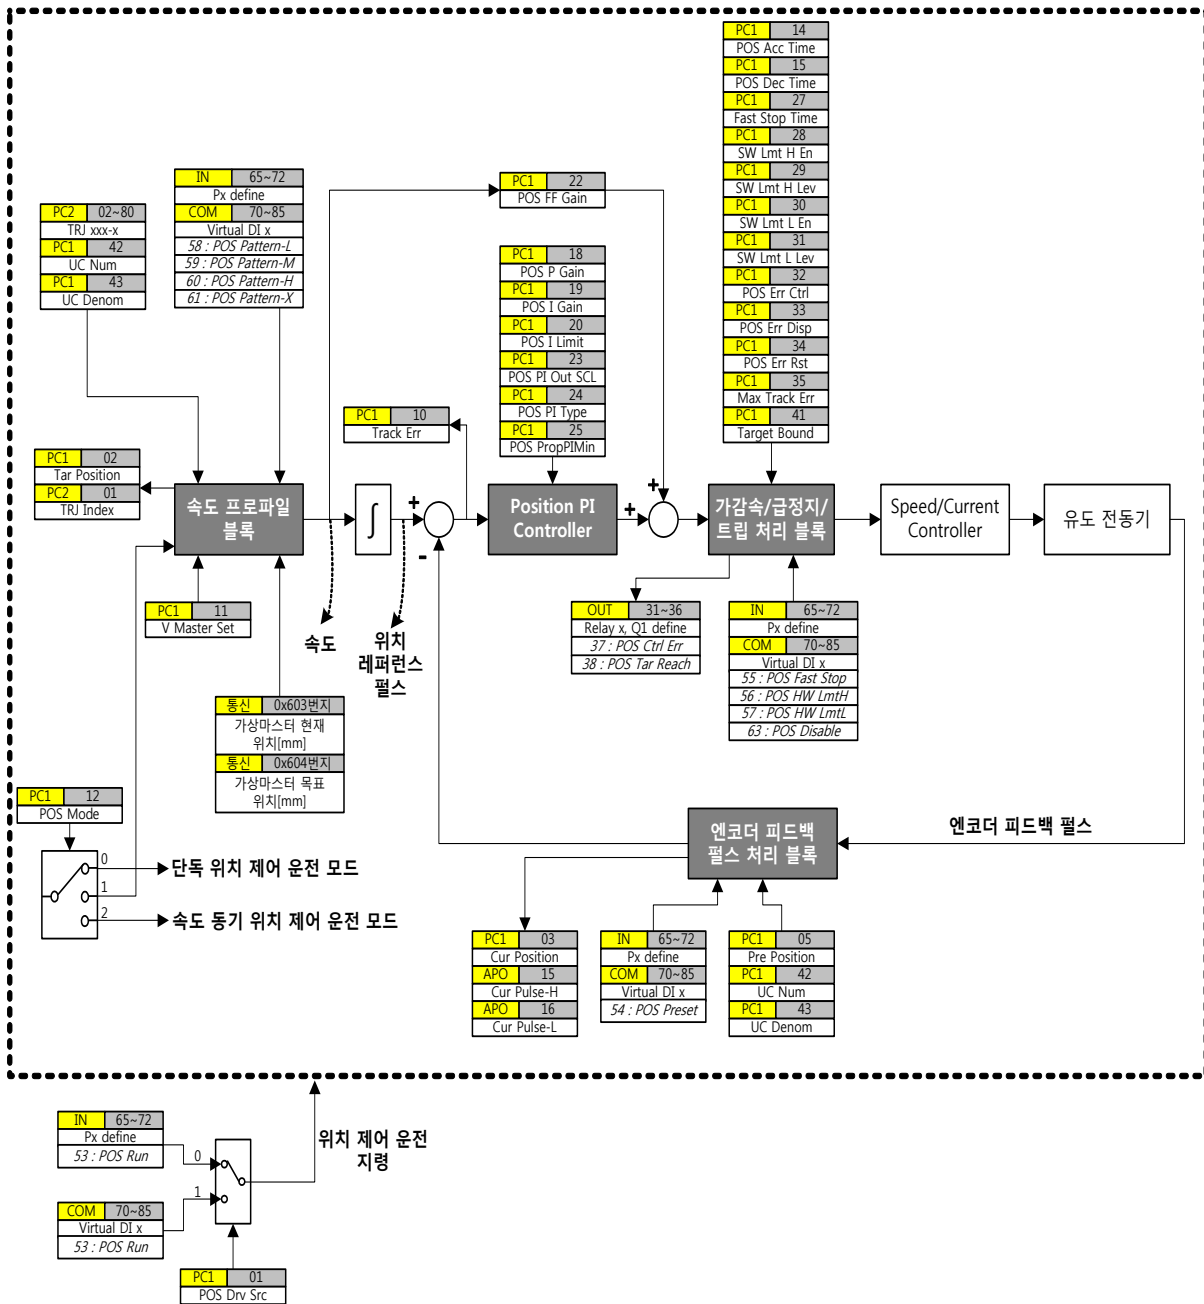 PC1 14
POS Acc Time
PC1 15
POS Dec Time
PC1 27
Fast Stop Time
PC1 28
SW Lmt H En
PC1 29
SW Lmt H Lev
PC1 30
SW Lmt L En
PC1 31
SW Lmt L Lev
PC1 32
POS Err Ctrl
PC1 33
POS Err Disp
PC1 34
POS Err Rst
PC1 35
Max Track Err
PC1 41
Target Bound
IN 65~72
Px define
COM 70~85
Virtual DI x
58 : POS Pattern-L
59 : POS Pattern-M
60 : POS Pattern-H
61 : POS Pattern-X
PC1 22
POS FF Gain
PC2 02~80
TRJ xxx-x
PC1 42
UC Num
PC1 43
UC Denom
PC1 18
POS P Gain
PC1 19
POS I Gain
PC1 20
POS I Limit
PC1 23
POS PI Out SCL
PC1 24
POS PI Type
PC1 25
POS PropPIMin
PC1 10
Track Err
PC1 02
Tar Position
PC2 01
TRJ Index
속도 프로파일
블록
∫
+
-
Position PI
Controller
+
+
가감속/급정지/
트립 처리 블록
Speed/Current
Controller
유도 전동기
PC1 11
V Master Set
속도
위치
레퍼런스
펄스
OUT 31~36
Relay x, Q1 define
37 : POS Ctrl Err
38 : POS Tar Reach
IN 65~72
Px define
COM 70~85
Virtual DI x
55 : POS Fast Stop
56 : POS HW LmtH
57 : POS HW LmtL
63 : POS Disable
통신 0x603번지
가상마스터 현재
위치[mm]
통신 0x604번지
가상마스터 목표
위치[mm]
PC1 12
POS Mode
0
단독 위치 제어 운전 모드
1
2
속도 동기 위치 제어 운전 모드
엔코더 피드백
펄스 처리 블록
엔코더 피드백 펄스
PC1 03
Cur Position
APO 15
Cur Pulse-H
APO 16
Cur Pulse-L
IN 65~72
Px define
COM 70~85
Virtual DI x
54 : POS Preset
PC1 05
Pre Position
PC1 42
UC Num
PC1 43
UC Denom
IN 65~72
Px define
53 : POS Run
0
위치 제어 운전
지령
1
COM 70~85
Virtual DI x
53 : POS Run
PC1 01
POS Drv Src